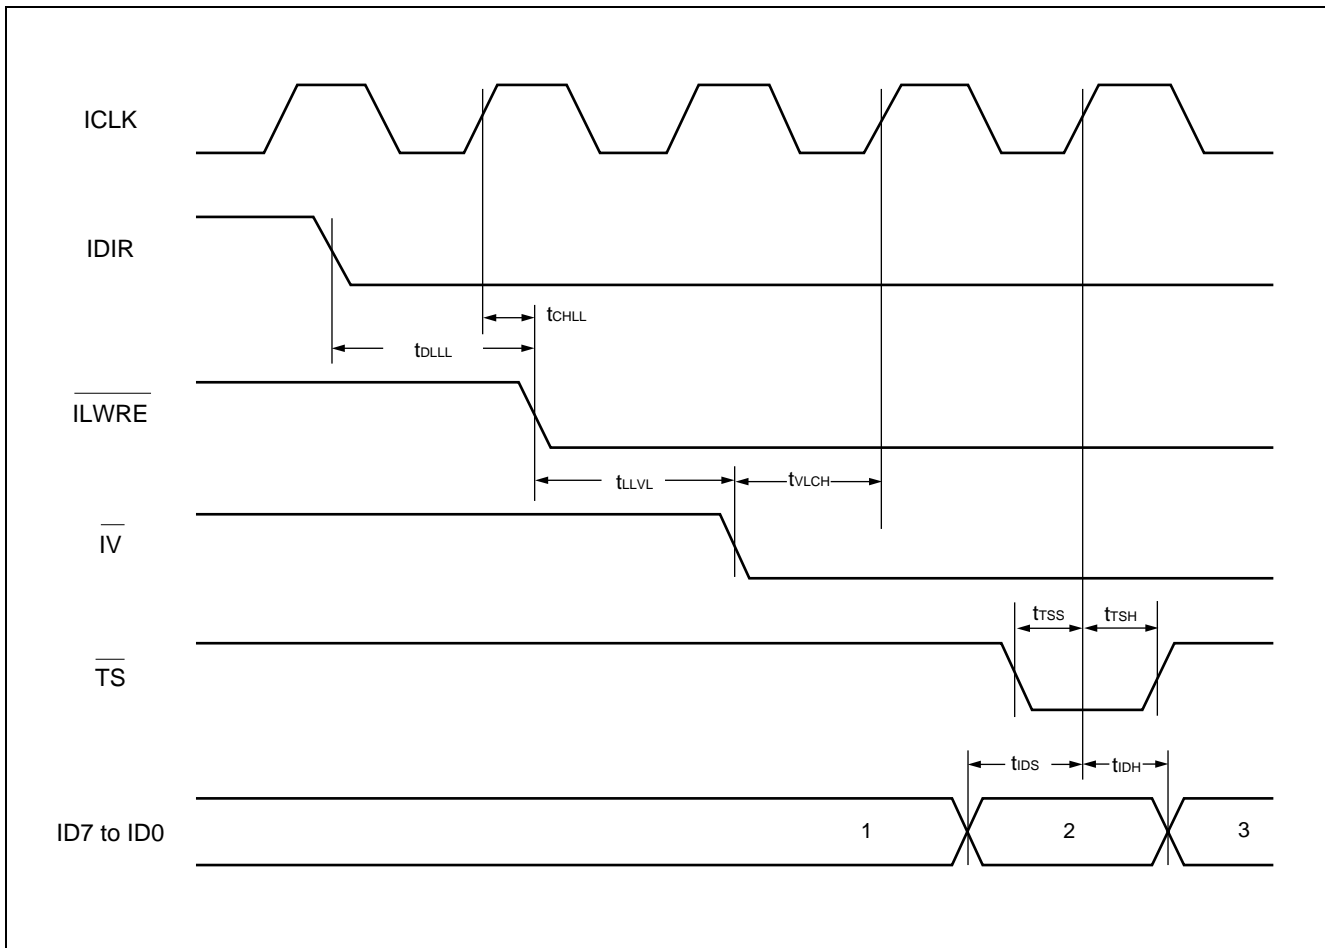 ICLK
IDIR
tCHLL
tDLLL
ILWRE
tLLVL
tVLCH
IV
tTSS
tTSH
TS
tIDS
tIDH
ID7 to ID0
1
2
3